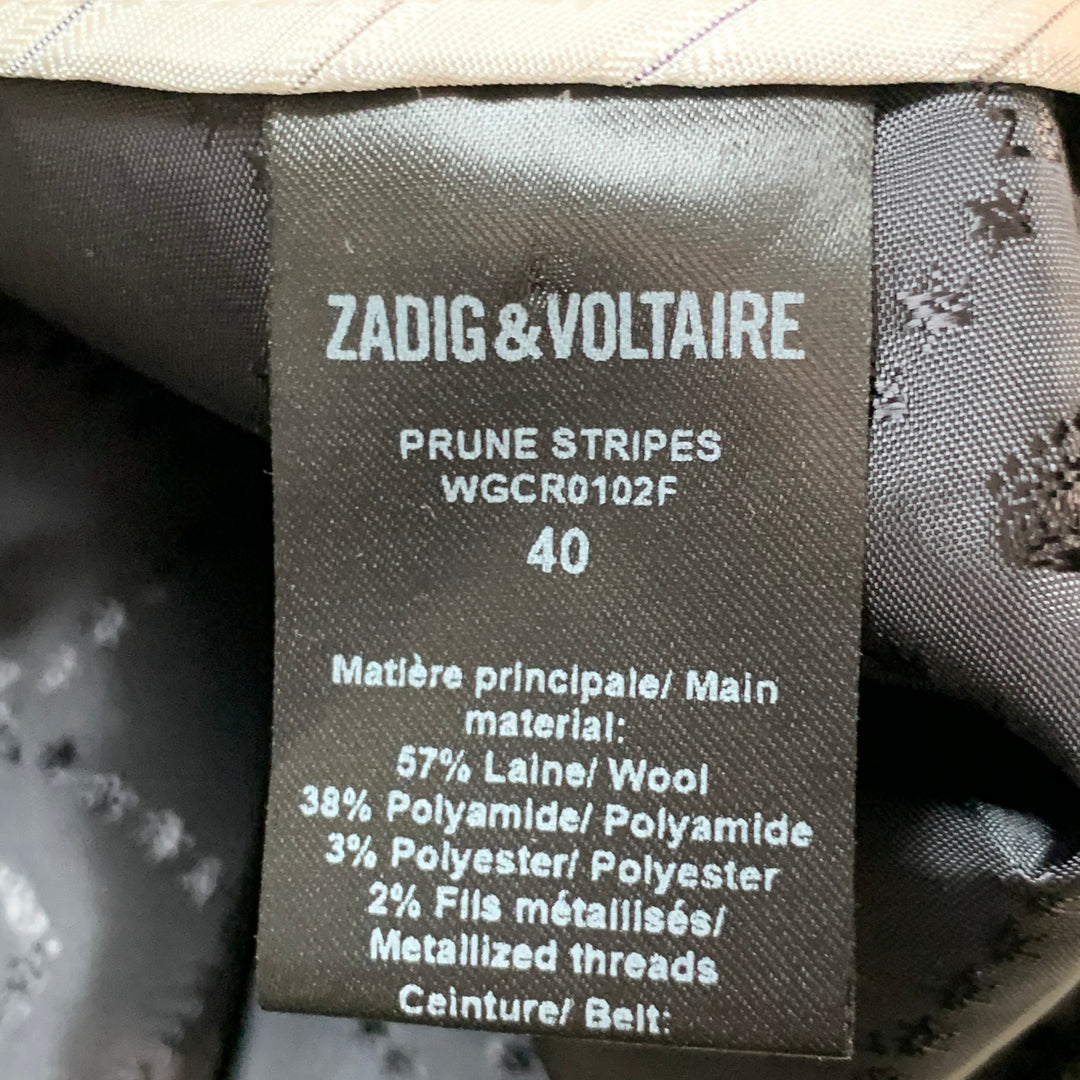 ZADIG&VOLTAIRE
PRUNE STRIPES
WGCR0102F
40
Matière principale/ Main
material:
57% Laine/ Wool
38% Polyamide/ Polyamide
3% Polyester/ Polyester
2% Fils métallisés/
Metallized threads
Ceinture/ Belt: